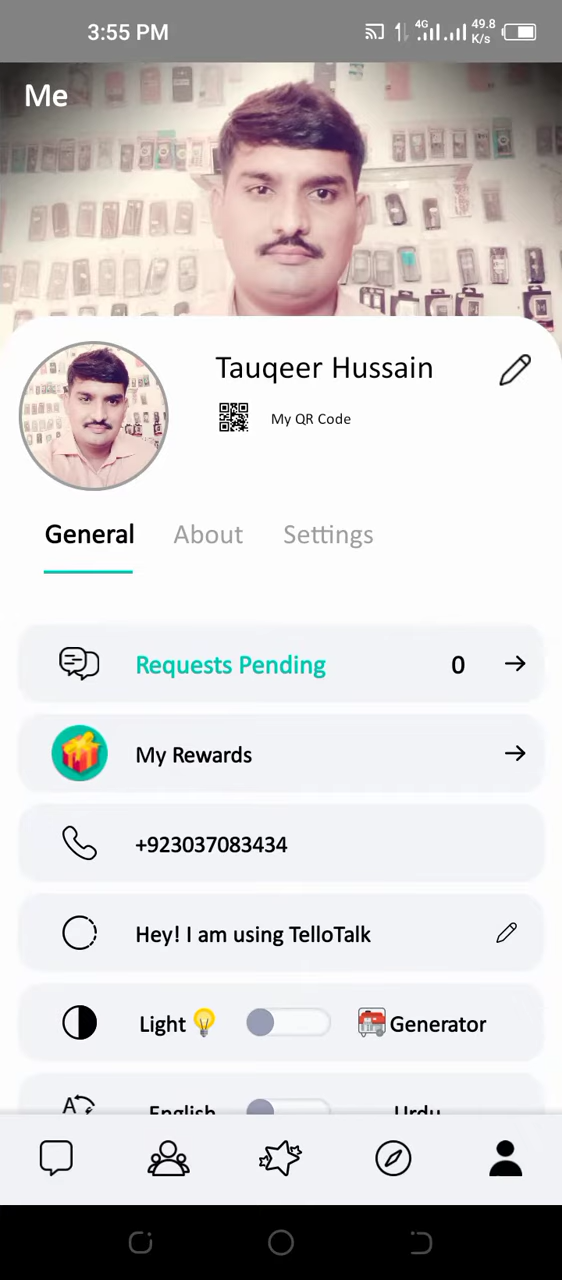 3:55 PM 4G 49.8
K/s
Me
Tauqeer Hussain
My QR Code
General About Settings
Requests Pending 0
My Rewards
+923037083434
Hey! I am using TelloTalk
Light Generator
English Urdu